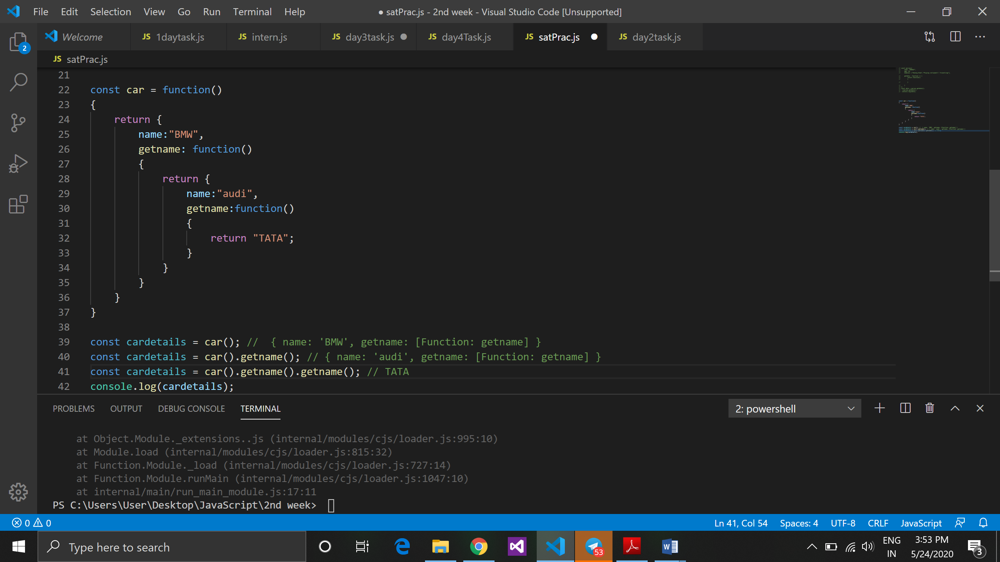 File Edit Selection View Go Run Terminal Help
● satPrac.js - 2nd week - Visual Studio Code [Unsupported]
Welcome
JS 1daytask.js
JS intern.js
JS day3task.js
JS day4Task.js
JS satPrac.js
JS day2task.js
2
JS satPrac.js
21
22 const car = function()
23 {
24     return {
25         name:"BMW",
26         getname: function()
27         {
28             return {
29                 name:"audi",
30                 getname:function()
31                 {
32                     return "TATA";
33                 }
34             }
35         }
36     }
37 }
38
39 const cardetails = car(); //  { name: 'BMW', getname: [Function: getname] }
40 const cardetails = car().getname(); // { name: 'audi', getname: [Function: getname] }
41 const cardetails = car().getname().getname(); // TATA
42 console.log(cardetails);
PROBLEMS OUTPUT DEBUG CONSOLE TERMINAL
2: powershell
at Object.Module._extensions..js (internal/modules/cjs/loader.js:995:10)
at Module.load (internal/modules/cjs/loader.js:815:32)
at Function.Module._load (internal/modules/cjs/loader.js:727:14)
at Function.Module.runMain (internal/modules/cjs/loader.js:1047:10)
at internal/main/run_main_module.js:17:11
PS C:\Users\User\Desktop\JavaScript\2nd week>
0 0
Ln 41, Col 54 Spaces: 4 UTF-8 CRLF JavaScript
Type here to search
53
ENG
IN
3:53 PM
5/24/2020
3